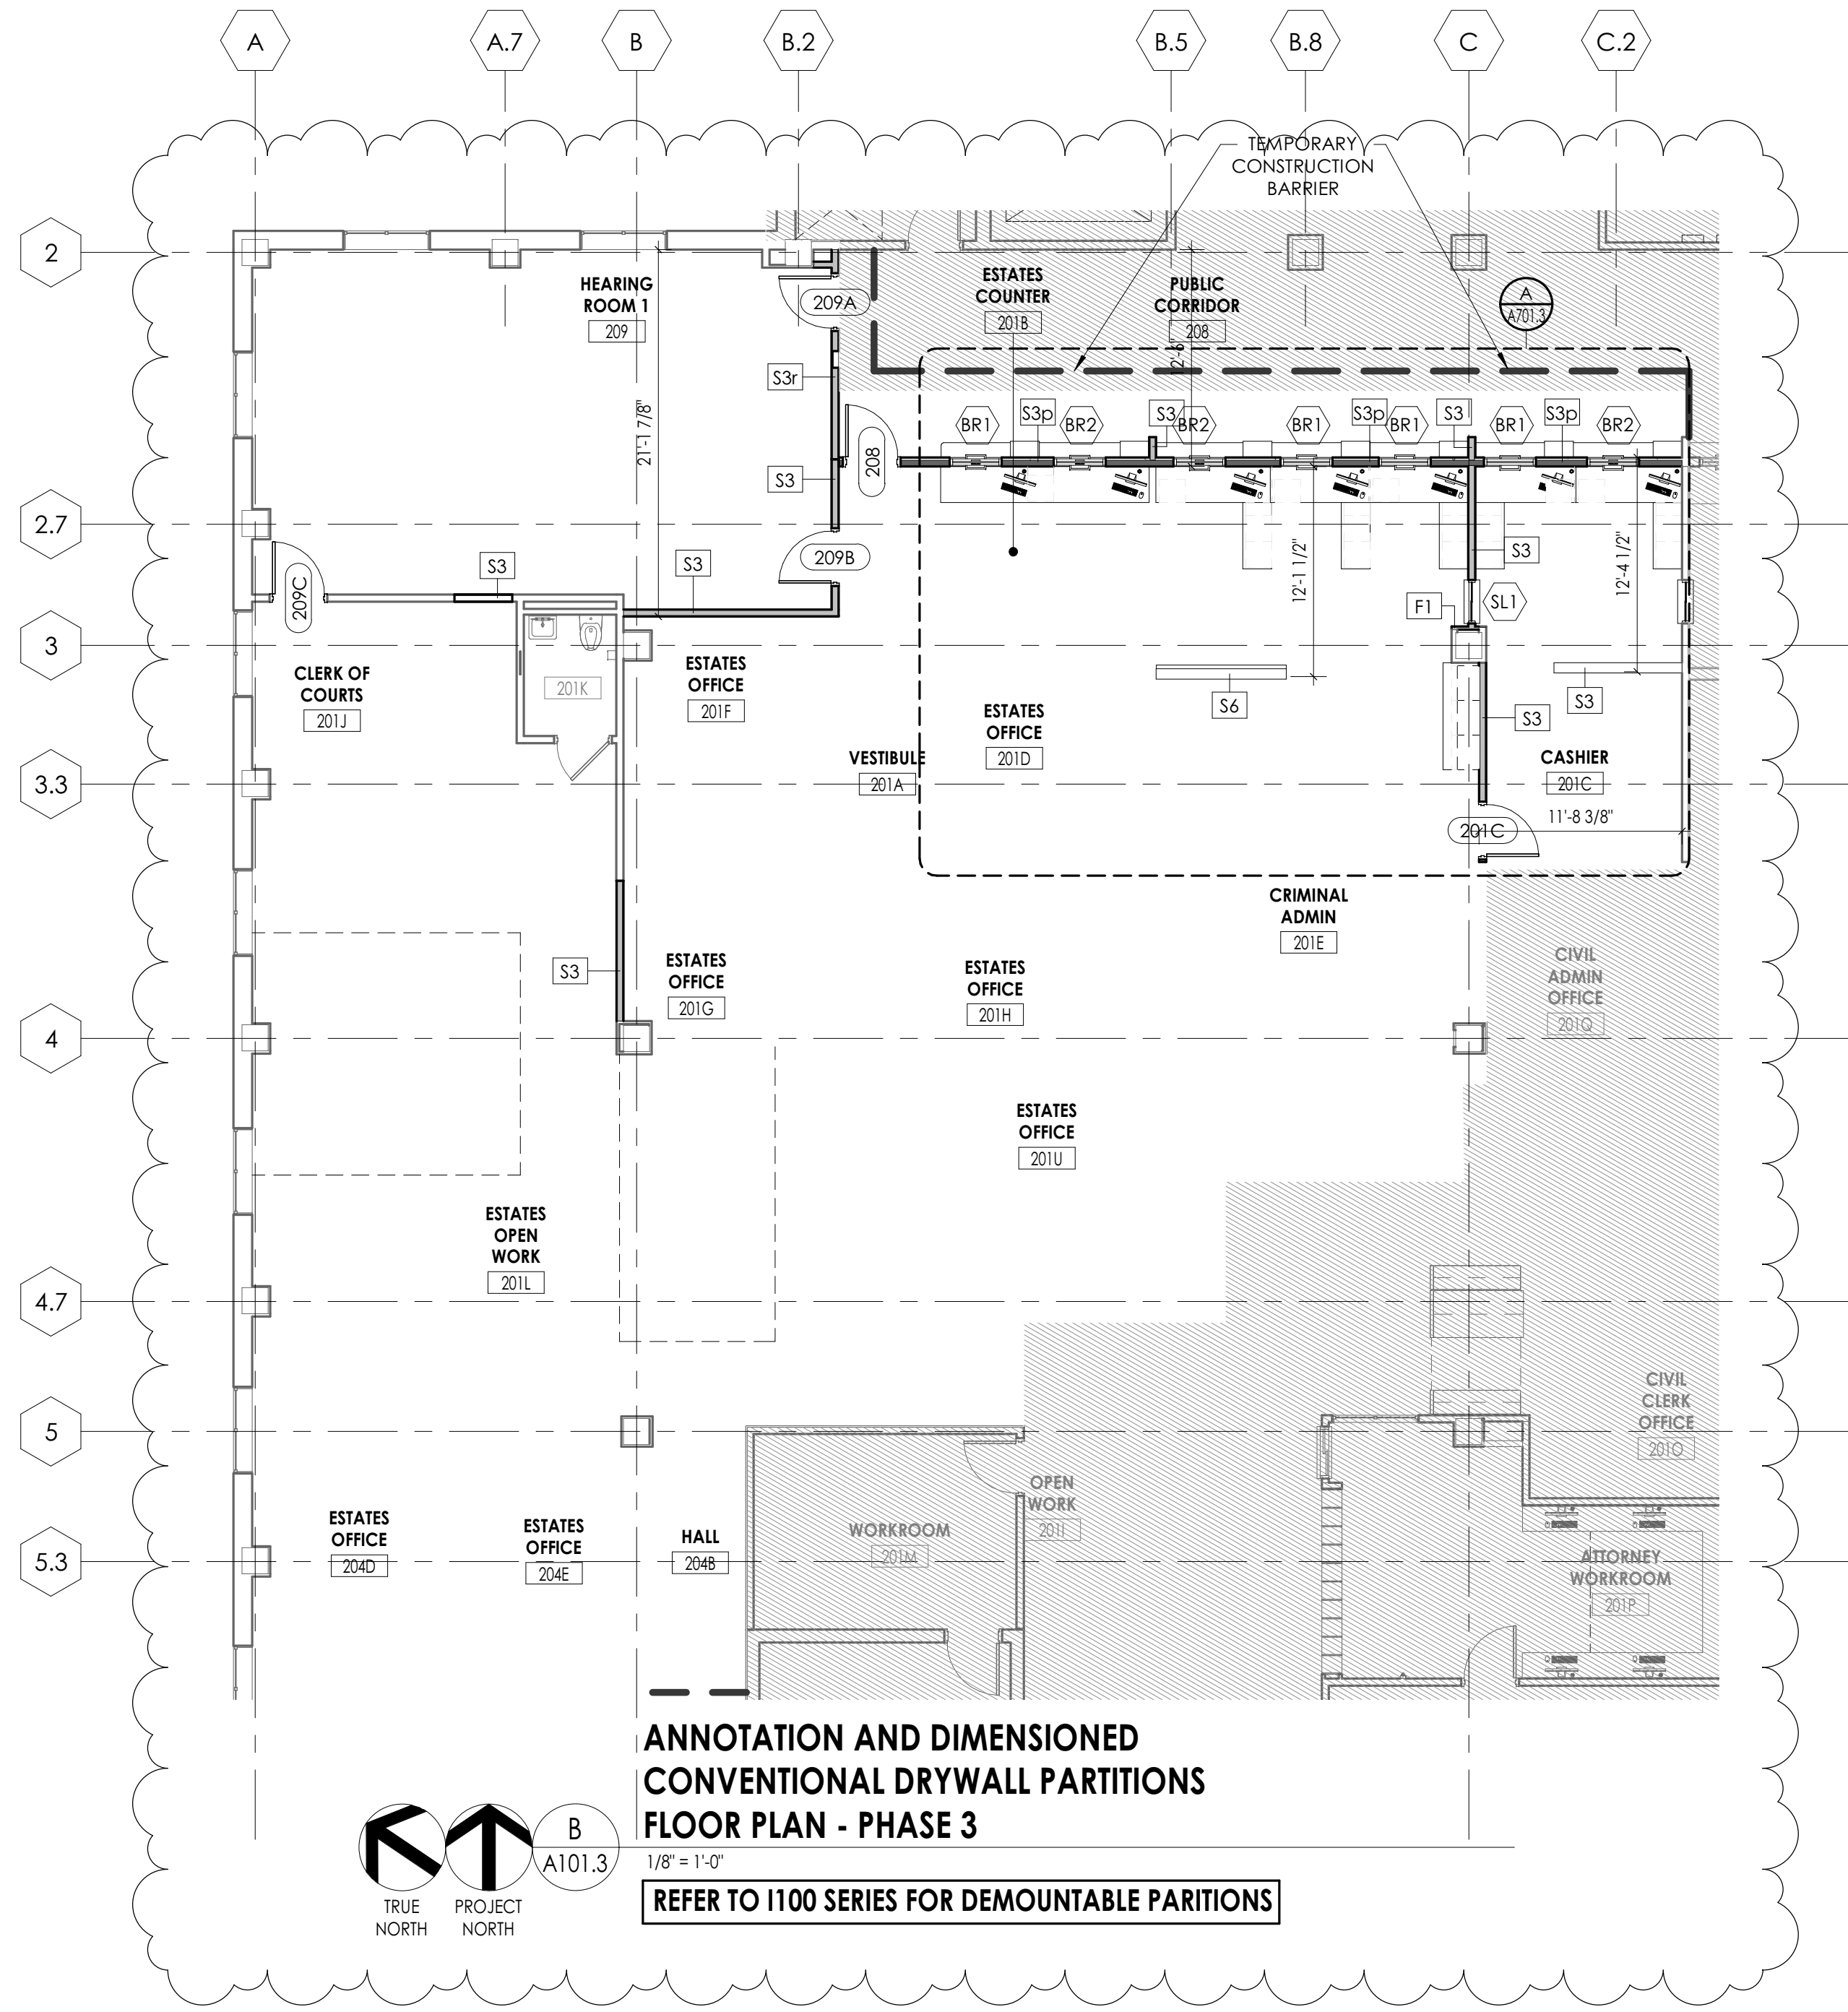 A
A.7
B
B.2
B.5
B.8
C
C.2
TEMPORARY
CONSTRUCTION
BARRIER
2
HEARING
ROOM 1
209
209A
ESTATES
COUNTER
201B
PUBLIC
CORRIDOR
208
A
A701.3
12'-6"
S3r
21'-1 7/8"
BR1
S3p
BR2
S3
BR2
BR1
S3p
BR1
S3
BR1
S3p
BR2
208
S3
2.7
209B
S3
S3
209C
12'-1 1/2"
S3
12'-4 1/2"
F1
SL1
3
CLERK OF
COURTS
201J
201K
ESTATES
OFFICE
201F
S6
S3
S3
ESTATES
OFFICE
201D
VESTIBULE
201A
CASHIER
201C
3.3
11'-8 3/8"
201C
CRIMINAL
ADMIN
201E
S3
ESTATES
OFFICE
201G
ESTATES
OFFICE
201H
CIVIL
ADMIN
OFFICE
201Q
4
ESTATES
OFFICE
201U
ESTATES
OPEN
WORK
201L
4.7
CIVIL
CLERK
OFFICE
201O
5
OPEN
WORK
201I
ESTATES
OFFICE
204D
ESTATES
OFFICE
204E
HALL
204B
WORKROOM
201M
ATTORNEY
WORKROOM
201P
5.3
ANNOTATION AND DIMENSIONED
CONVENTIONAL DRYWALL PARTITIONS
FLOOR PLAN - PHASE 3
B
A101.3
1/8" = 1'-0"
TRUE
NORTH
PROJECT
NORTH
REFER TO I100 SERIES FOR DEMOUNTABLE PARITIONS